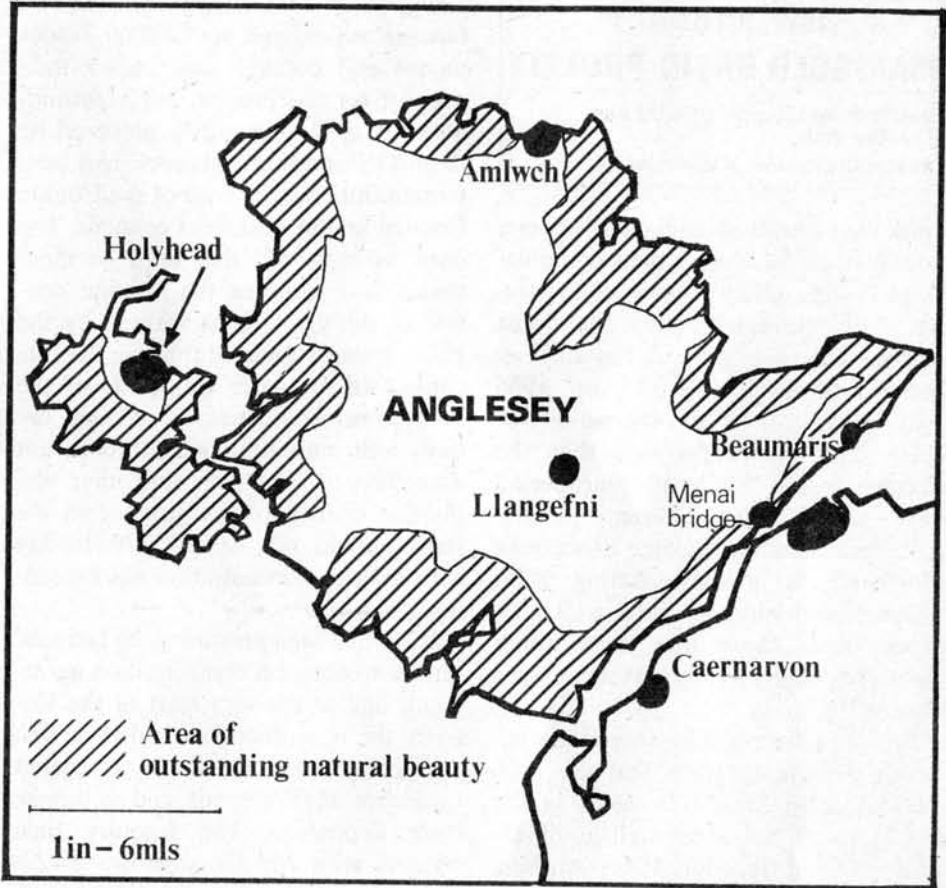 Amlwch
Holyhead
ANGLESEY
Beaumaris
Llangefni
Menai
bridge
Caernarvon
Area of
outstanding natural beauty
1in-6mls